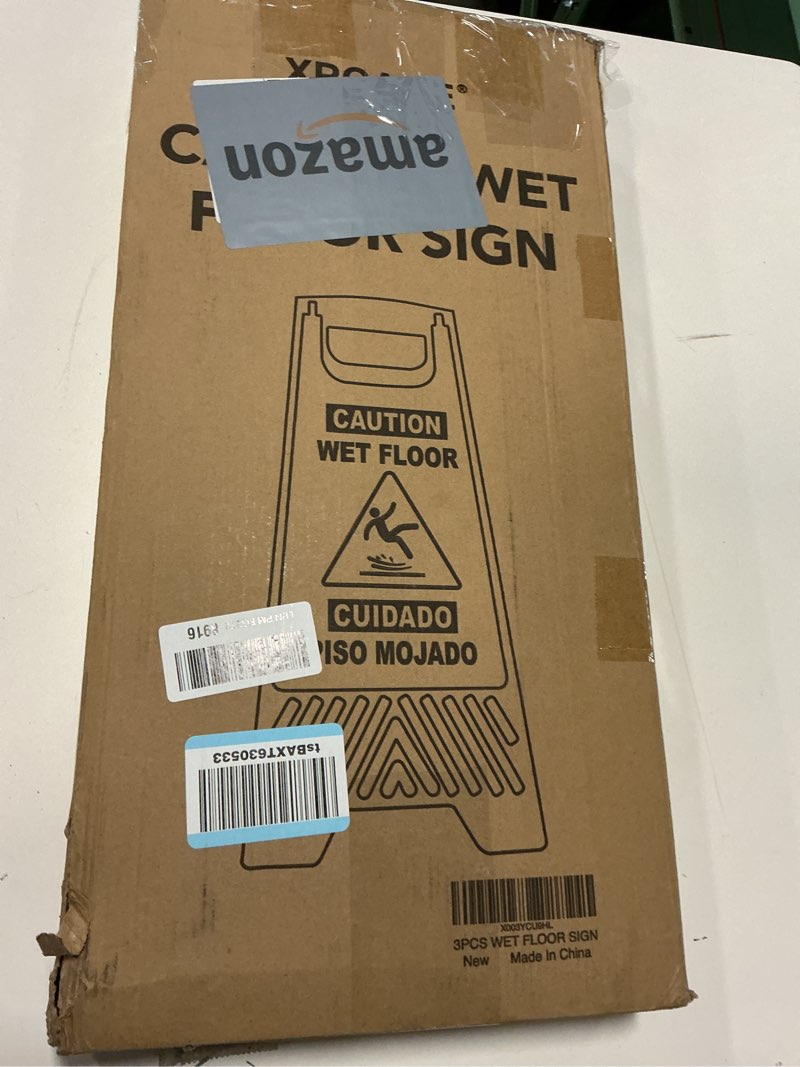 amazon
WET
SIGN
CAUTION
WET FLOOR
CUIDADO
PISO MOJADO
tsBAXT630533
X003YCU9HL
3PCS WET FLOOR SIGN
New Made In China